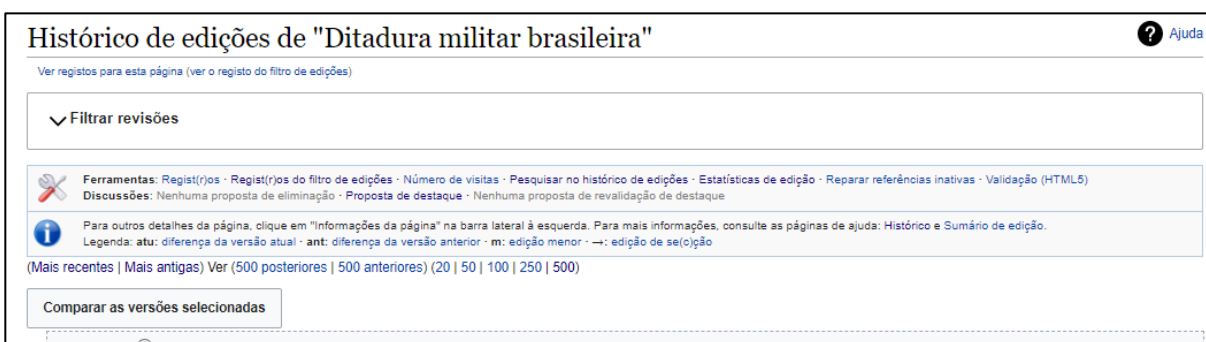 Histórico de edições de "Ditadura militar brasileira"
? Ajuda
Ver registos para esta página (ver o registo do filtro de edições)
Filtrar revisões
Ferramentas: Regist(r)os · Regist(r)os do filtro de edições · Número de visitas · Pesquisar no histórico de edições · Estatísticas de edição · Reparar referências inativas · Validação (HTML5)
Discussões: Nenhuma proposta de eliminação · Proposta de destaque · Nenhuma proposta de revalidação de destaque
Para outros detalhes da página, clique em "Informações da página" na barra lateral à esquerda. Para mais informações, consulte as páginas de ajuda: Histórico e Sumário de edição.
Legenda: atu: diferença da versão atual · ant: diferença da versão anterior · m: edição menor · →: edição de se(c)ção
(Mais recentes | Mais antigas) Ver (500 posteriores | 500 anteriores) (20 | 50 | 100 | 250 | 500)
Comparar as versões selecionadas